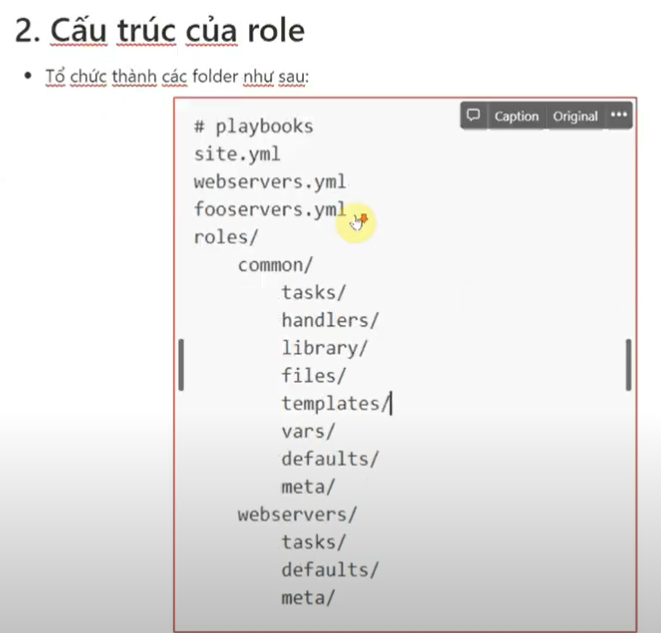 2. Cấu trúc của role
• Tổ chức thành các folder như sau:
Caption Original •••
# playbooks
site.yml
webservers.yml
fooservers.yml
roles/
    common/
        tasks/
        handlers/
        library/
        files/
        templates/
        vars/
        defaults/
        meta/
    webservers/
        tasks/
        defaults/
        meta/